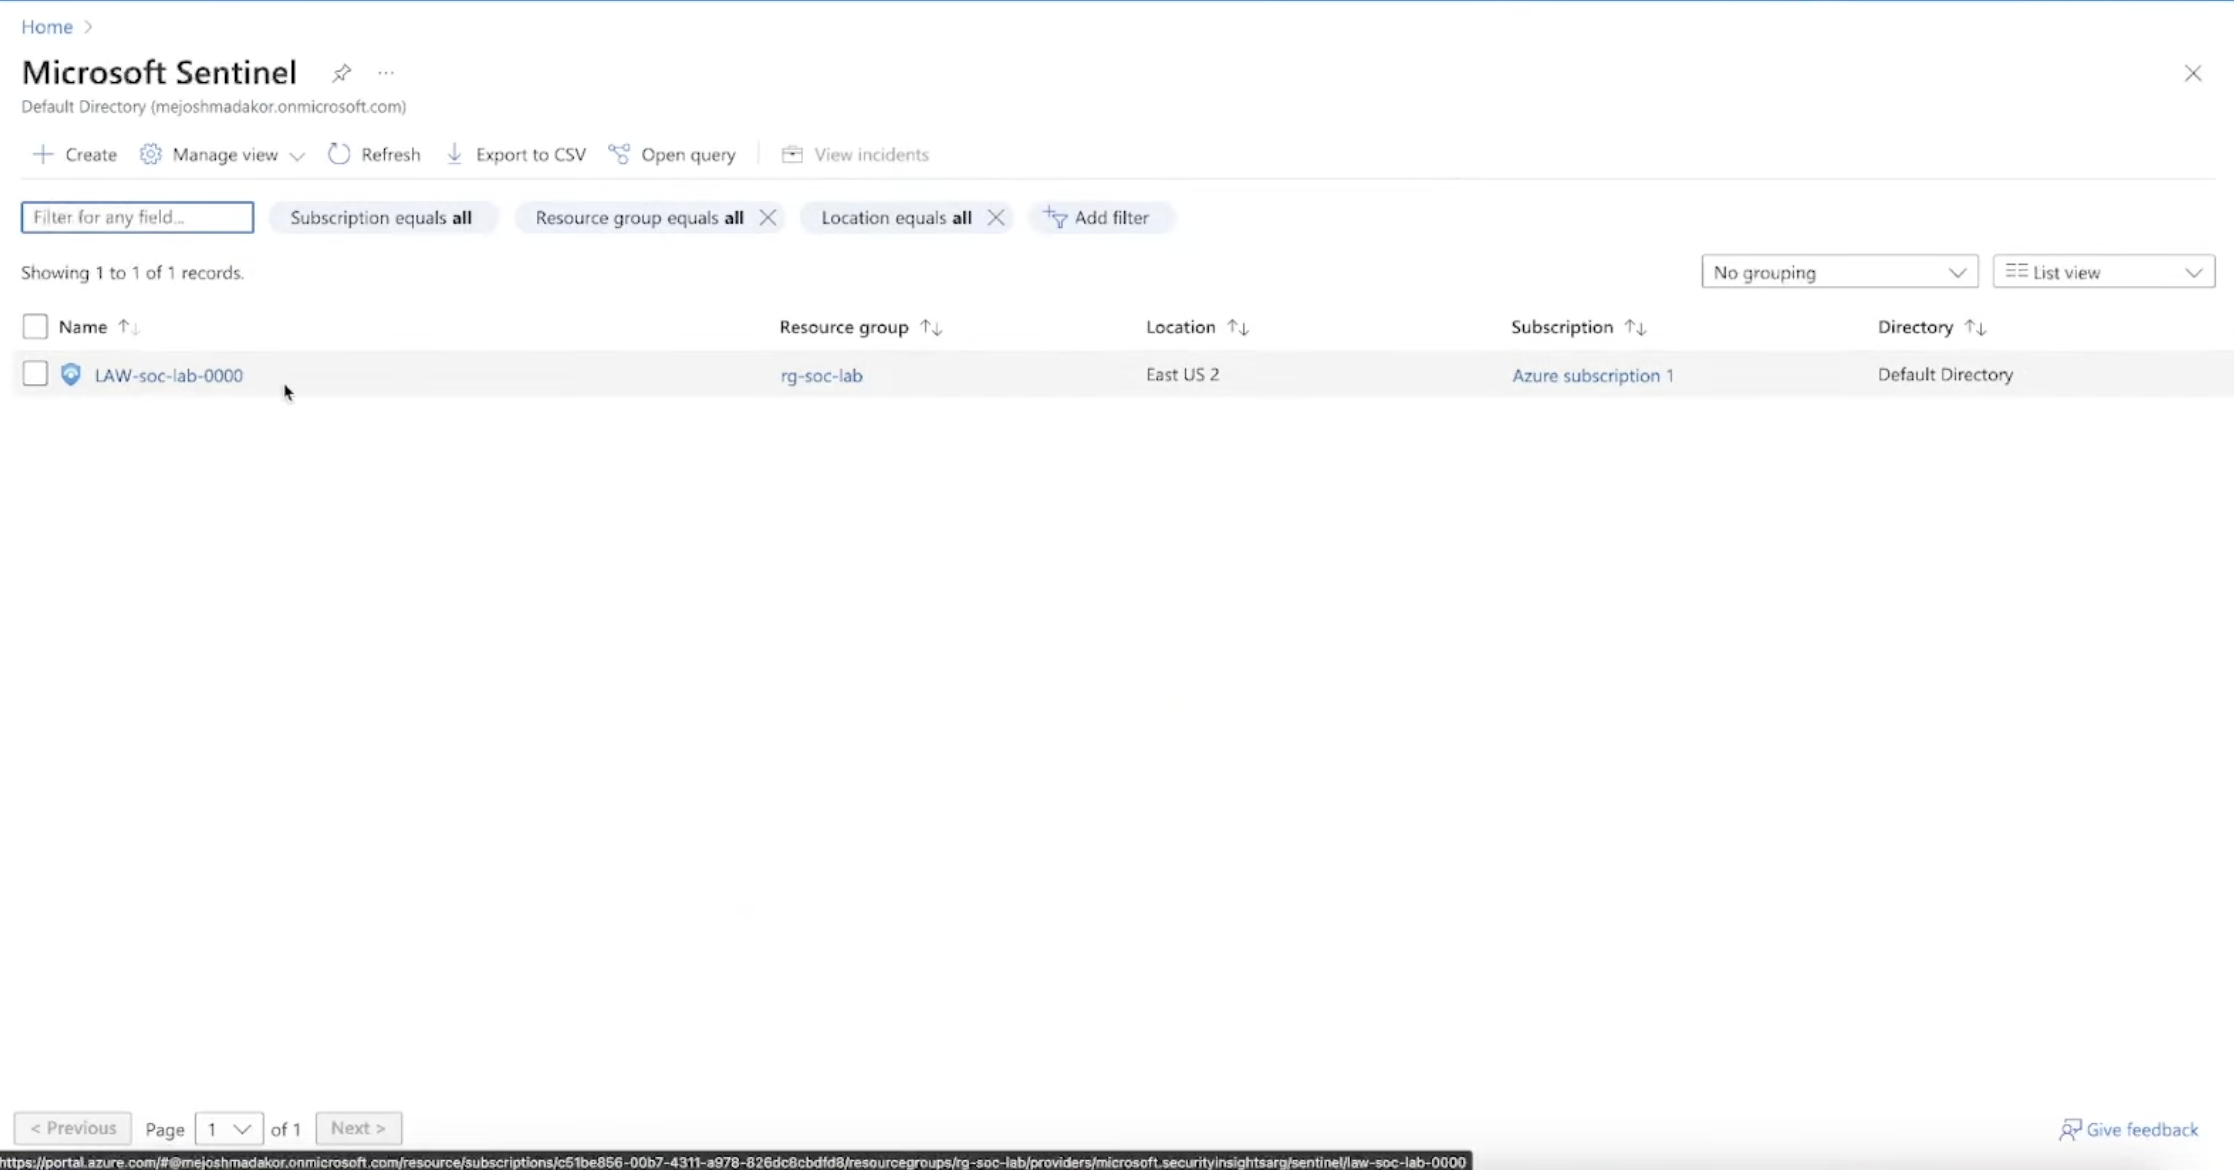 Home >
Microsoft Sentinel ...
Default Directory (mejoshmadakor.onmicrosoft.com)
+ Create Manage view Refresh Export to CSV Open query View incidents
Filter for any field... Subscription equals all Resource group equals all Location equals all Add filter
Showing 1 to 1 of 1 records. No grouping List view
Name ↑↓ Resource group ↑↓ Location ↑↓ Subscription ↑↓ Directory ↑↓
LAW-soc-lab-0000 rg-soc-lab East US 2 Azure subscription 1 Default Directory
< Previous Page 1 of 1 Next > Give feedback
https://portal.azure.com/#@mejoshmadakor.onmicrosoft.com/resource/subscriptions/c51be856-00b7-4311-a978-826dc8cbdfd8/resourcegroups/rg-soc-lab/providers/microsoft.securityinsightsarg/sentinel/law-soc-lab-0000